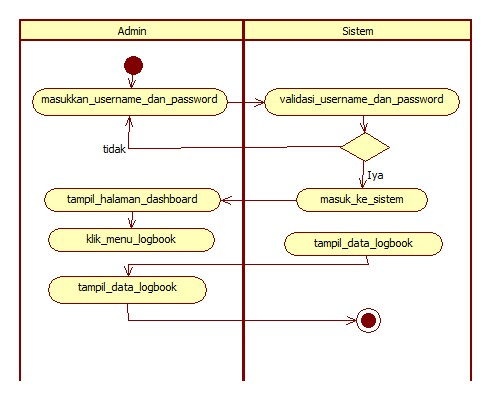 Admin
Sistem
masukkan_username_dan_password
validasi_username_dan_password
tidak
Iya
tampil_halaman_dashboard
masuk_ke_sistem
klik_menu_logbook
tampil_data_logbook
tampil_data_logbook